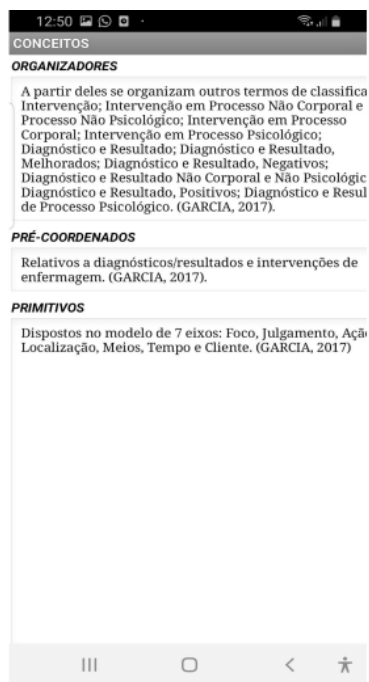 12:50
CONCEITOS
ORGANIZADORES
A partir deles se organizam outros termos de classifica
Intervenção; Intervenção em Processo Não Corporal e
Processo Não Psicológico; Intervenção em Processo
Corporal; Intervenção em Processo Psicológico;
Diagnóstico e Resultado; Diagnóstico e Resultado,
Melhorados; Diagnóstico e Resultado, Negativos;
Diagnóstico e Resultado Não Corporal e Não Psicológic
Diagnóstico e Resultado, Positivos; Diagnóstico e Resul
de Processo Psicológico. (GARCIA, 2017).
PRÉ-COORDENADOS
Relativos a diagnósticos/resultados e intervenções de
enfermagem. (GARCIA, 2017).
PRIMITIVOS
Dispostos no modelo de 7 eixos: Foco, Julgamento, Açã
Localização, Meios, Tempo e Cliente. (GARCIA, 2017)